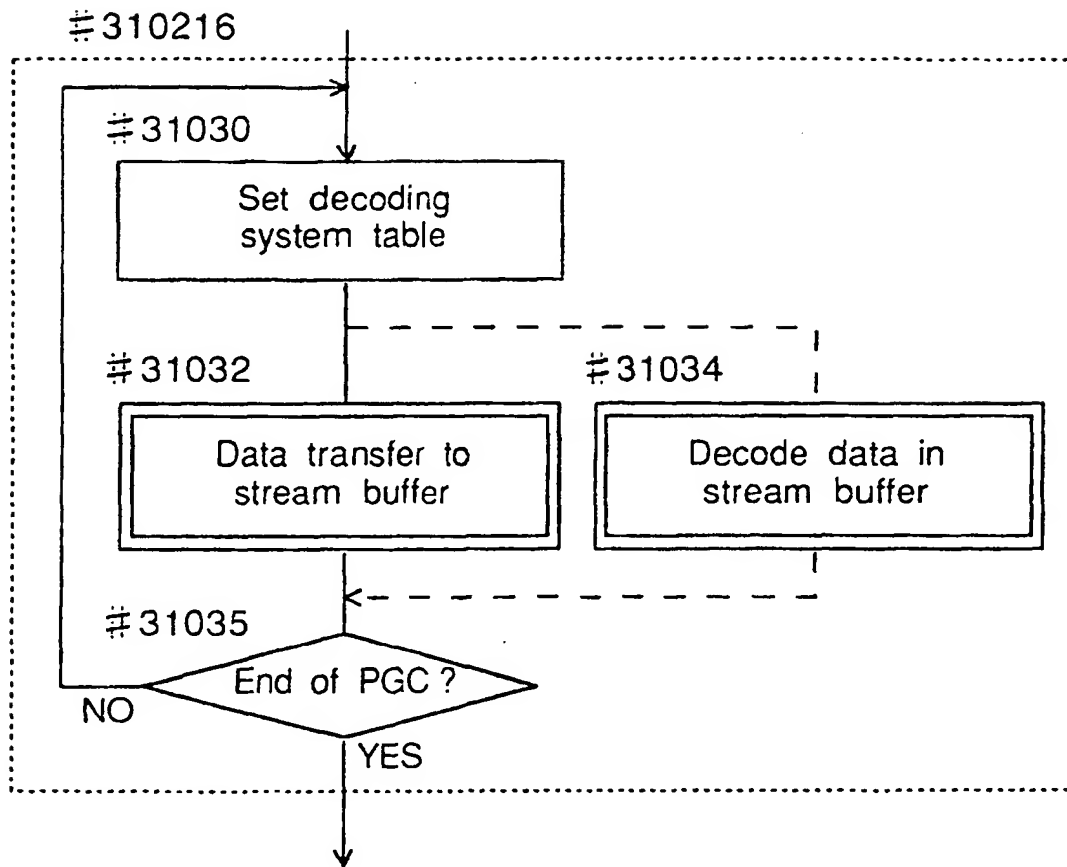 #310216
#31030
Set decoding
system table
#31032
#31034
Data transfer to
stream buffer
Decode data in
stream buffer
#31035
End of PGC?
NO
YES